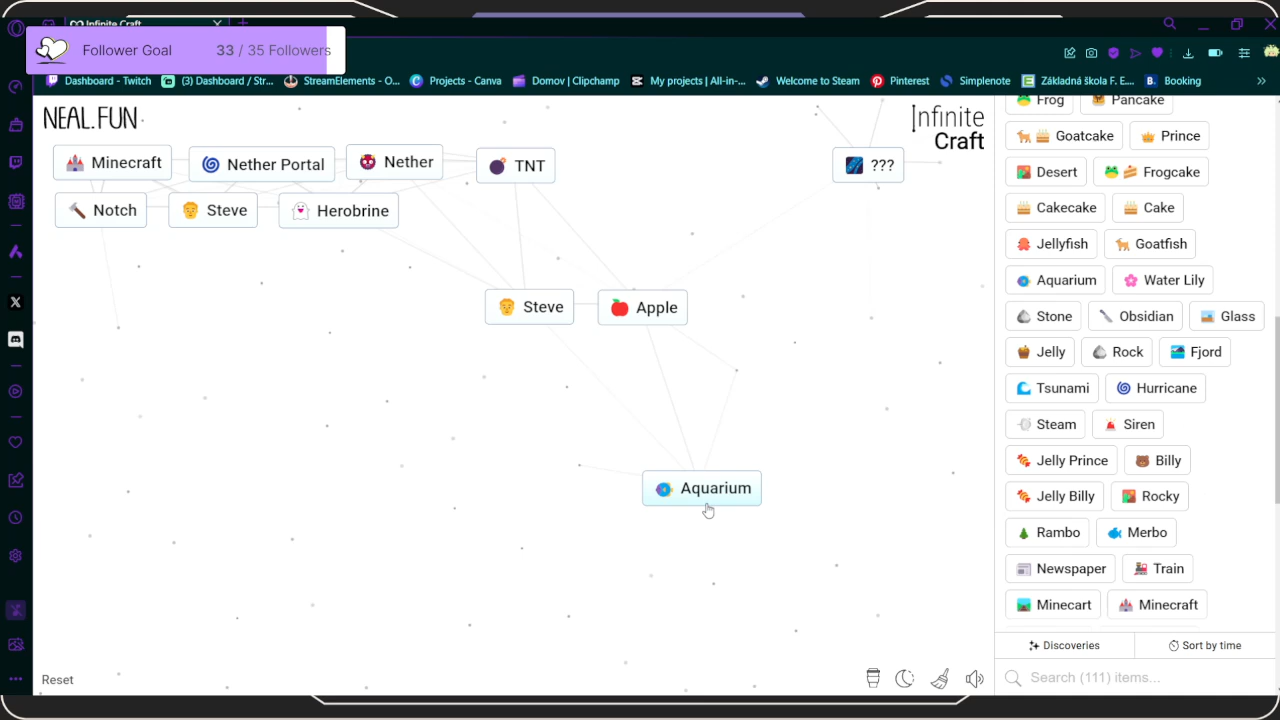 Infinite Craft
Follower Goal 33 / 35 Followers
Dashboard - Twitch (3) Dashboard / Str... StreamElements - O... Projects - Canva Domov | Clipchamp My projects | All-in-... Welcome to Steam Pinterest Simplenote Základná škola F. E... Booking
NEAL.FUN
Infinite
Craft
Minecraft Nether Portal Nether TNT ???
Notch Steve Herobrine
Steve Apple
Aquarium
Reset
Frog Pancake
Goatcake Prince
Desert Frogcake
Cakecake Cake
Jellyfish Goatfish
Aquarium Water Lily
Stone Obsidian Glass
Jelly Rock Fjord
Tsunami Hurricane
Steam Siren
Jelly Prince Billy
Jelly Billy Rocky
Rambo Merbo
Newspaper Train
Minecart Minecraft
Discoveries Sort by time
Search (111) items...